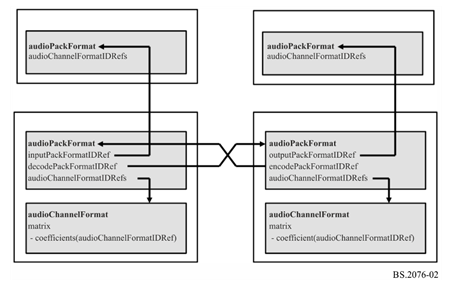 audioPackFormat
audioChannelFormatIDRefs
audioPackFormat
audioChannelFormatIDRefs
audioPackFormat
inputPackFormatIDRef
decodePackFormatIDRef
audioChannelFormatIDRefs
audioChannelFormat
matrix
- coefficients(audioChannelFormatIDRef)
audioPackFormat
outputPackFormatIDRef
encodePackFormatIDRef
audioChannelFormatIDRefs
audioChannelFormat
matrix
- coefficient(audioChannelFormatIDRef)
BS.2076-02